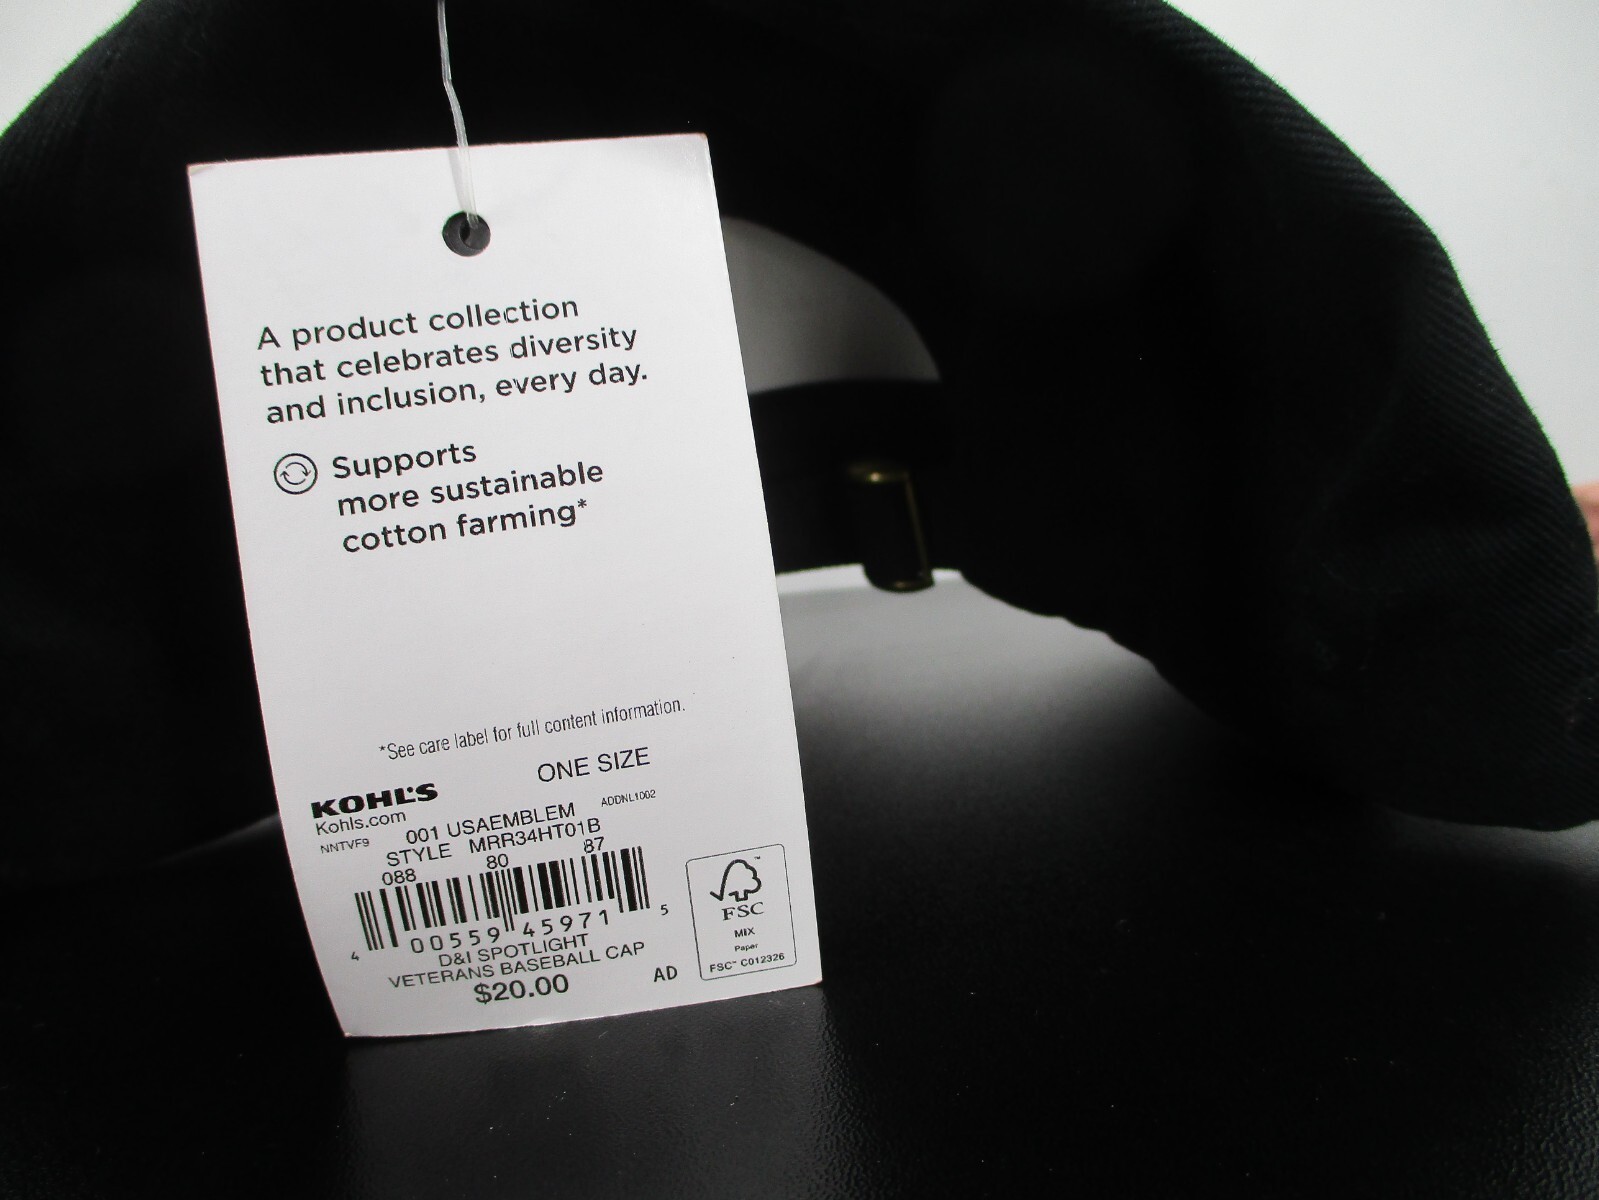 A product collection
that celebrates diversity
and inclusion, every day.
Supports
more sustainable
cotton farming*
*See care label for full content information.
ONE SIZE
KOHL'S
Kohls.com
ADDNL1002
NNTVF9
001 USAEMBLEM
STYLE MRR34HT01B
088 80 87
4 00559 45971 5
D&I SPOTLIGHT
VETERANS BASEBALL CAP
$20.00
AD
FSC
MIX
Paper
FSC™ C012326